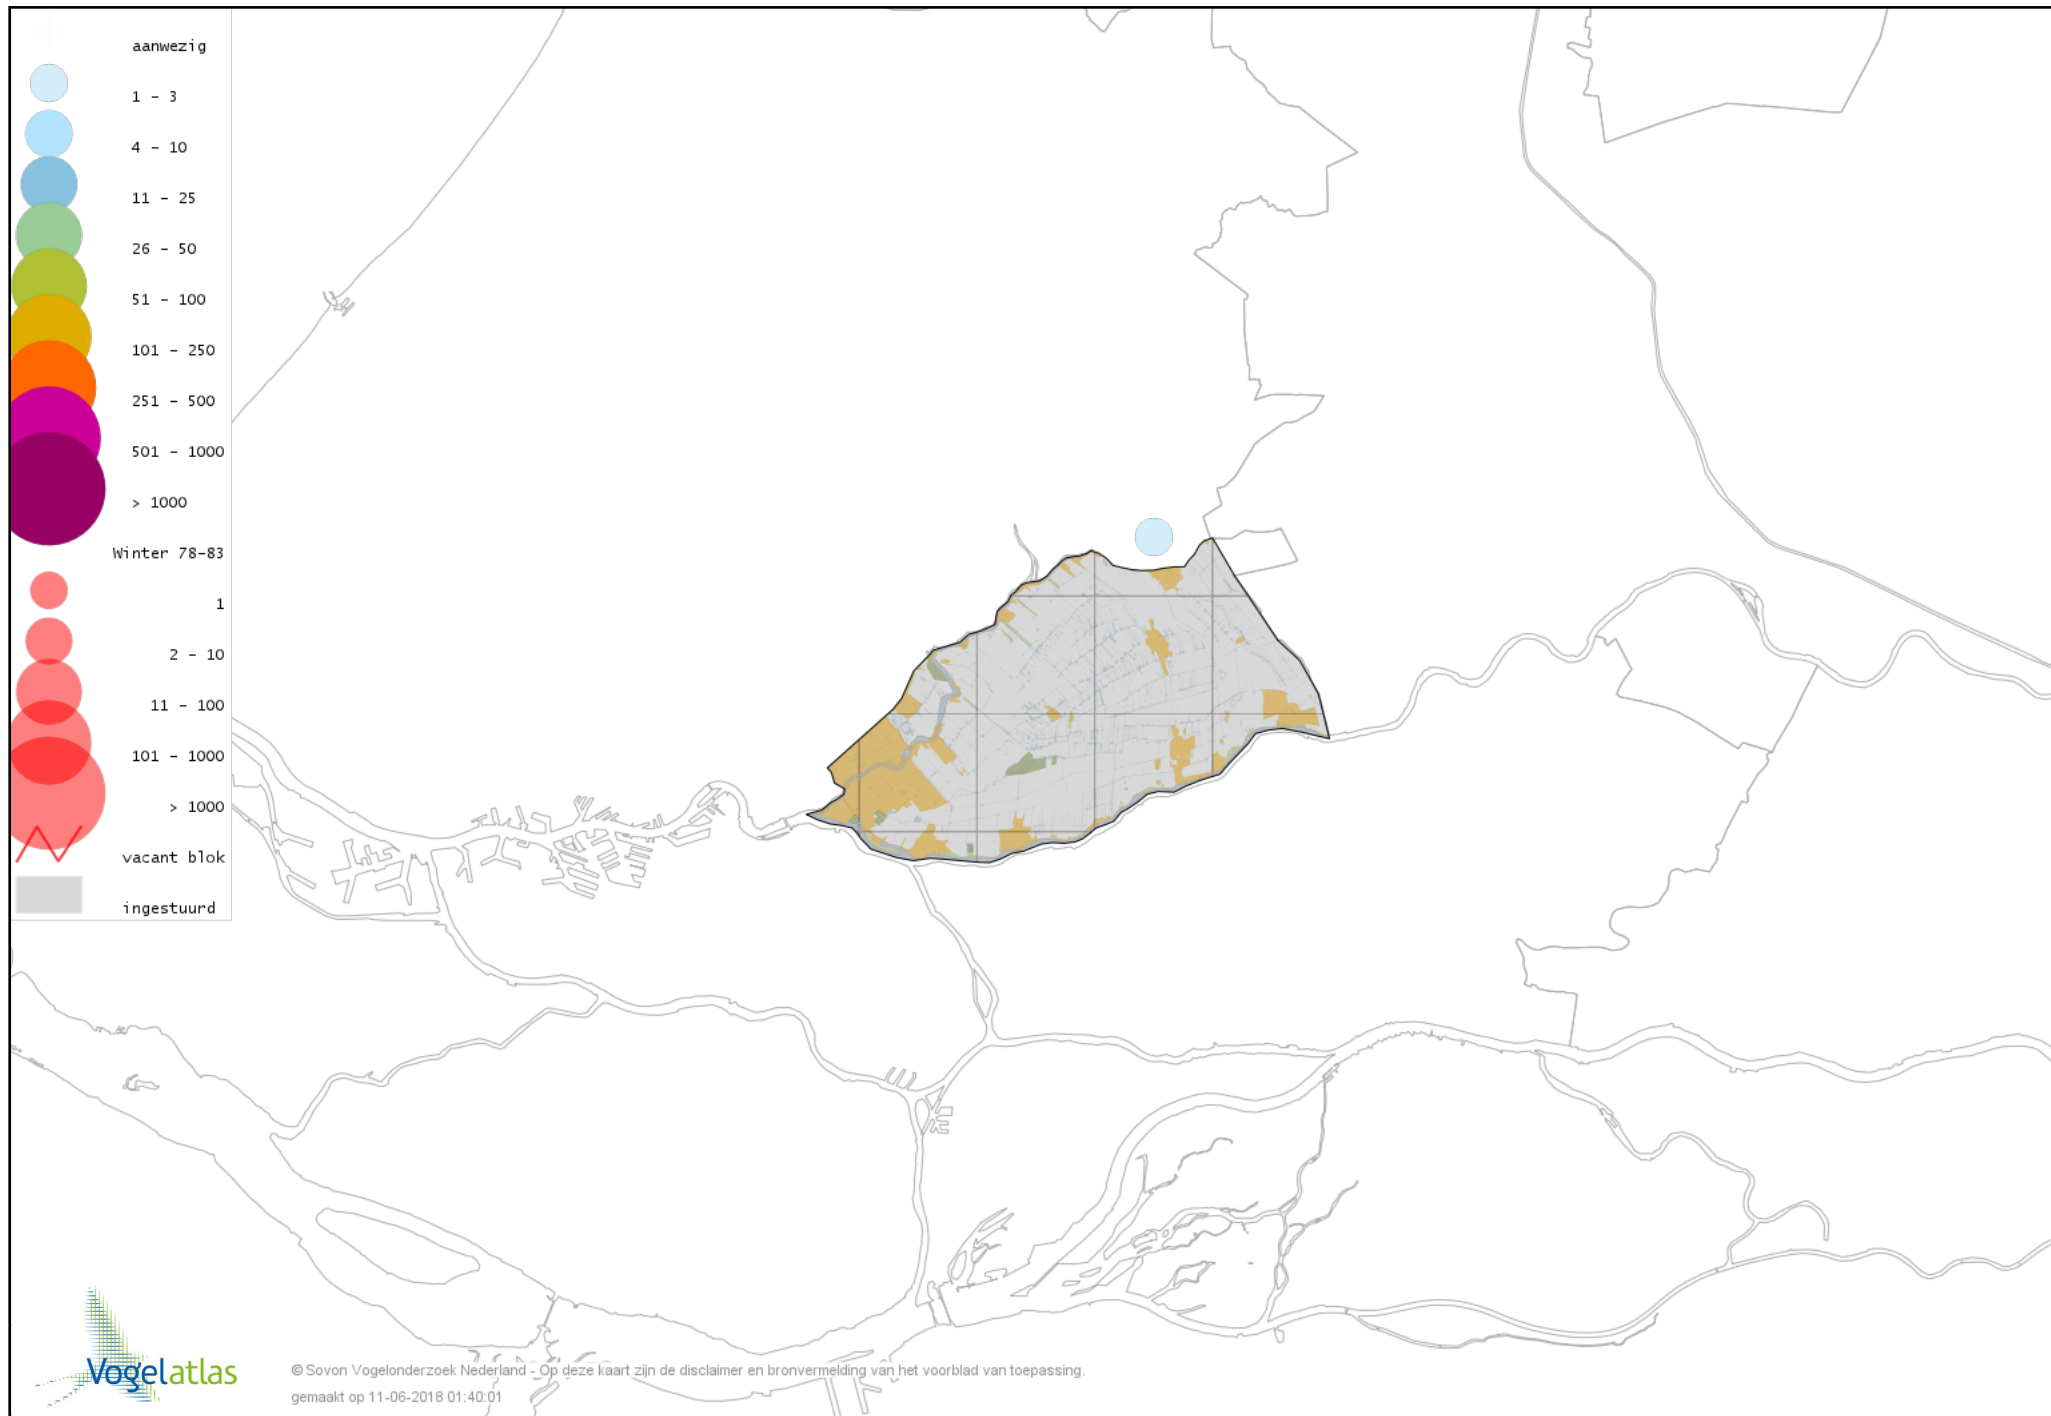 aanwezig
1 - 3
4 - 10
11 - 25
26 - 50
51 - 100
101 - 250
251 - 500
501 - 1000
> 1000
Winter 78-83
1
2 - 10
11 - 100
101 - 1000
> 1000
vacant blok
ingestuurd
Vogelatlas
© Sovon Vogelonderzoek Nederland - Op deze kaart zijn de disclaimer en bronvermelding van het voorblad van toepassing.
gemaakt op 11-06-2018 01:40:01